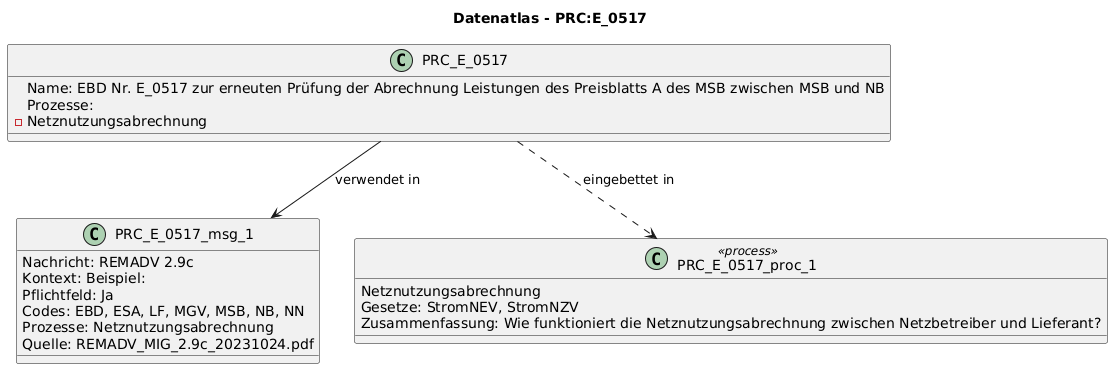 Datenatlas - PRC:E_0517
C PRC_E_0517
Name: EBD Nr. E_0517 zur erneuten Prüfung der Abrechnung Leistungen des Preisblatts A des MSB zwischen MSB und NB
Prozesse:
Netznutzungsabrechnung
verwendet in
eingebettet in
C PRC_E_0517_msg_1
Nachricht: REMADV 2.9c
Kontext: Beispiel:
Pflichtfeld: Ja
Codes: EBD, ESA, LF, MGV, MSB, NB, NN
Prozesse: Netznutzungsabrechnung
Quelle: REMADV_MIG_2.9c_20231024.pdf
«process»
C PRC_E_0517_proc_1
Netznutzungsabrechnung
Gesetze: StromNEV, StromNZV
Zusammenfassung: Wie funktioniert die Netznutzungsabrechnung zwischen Netzbetreiber und Lieferant?